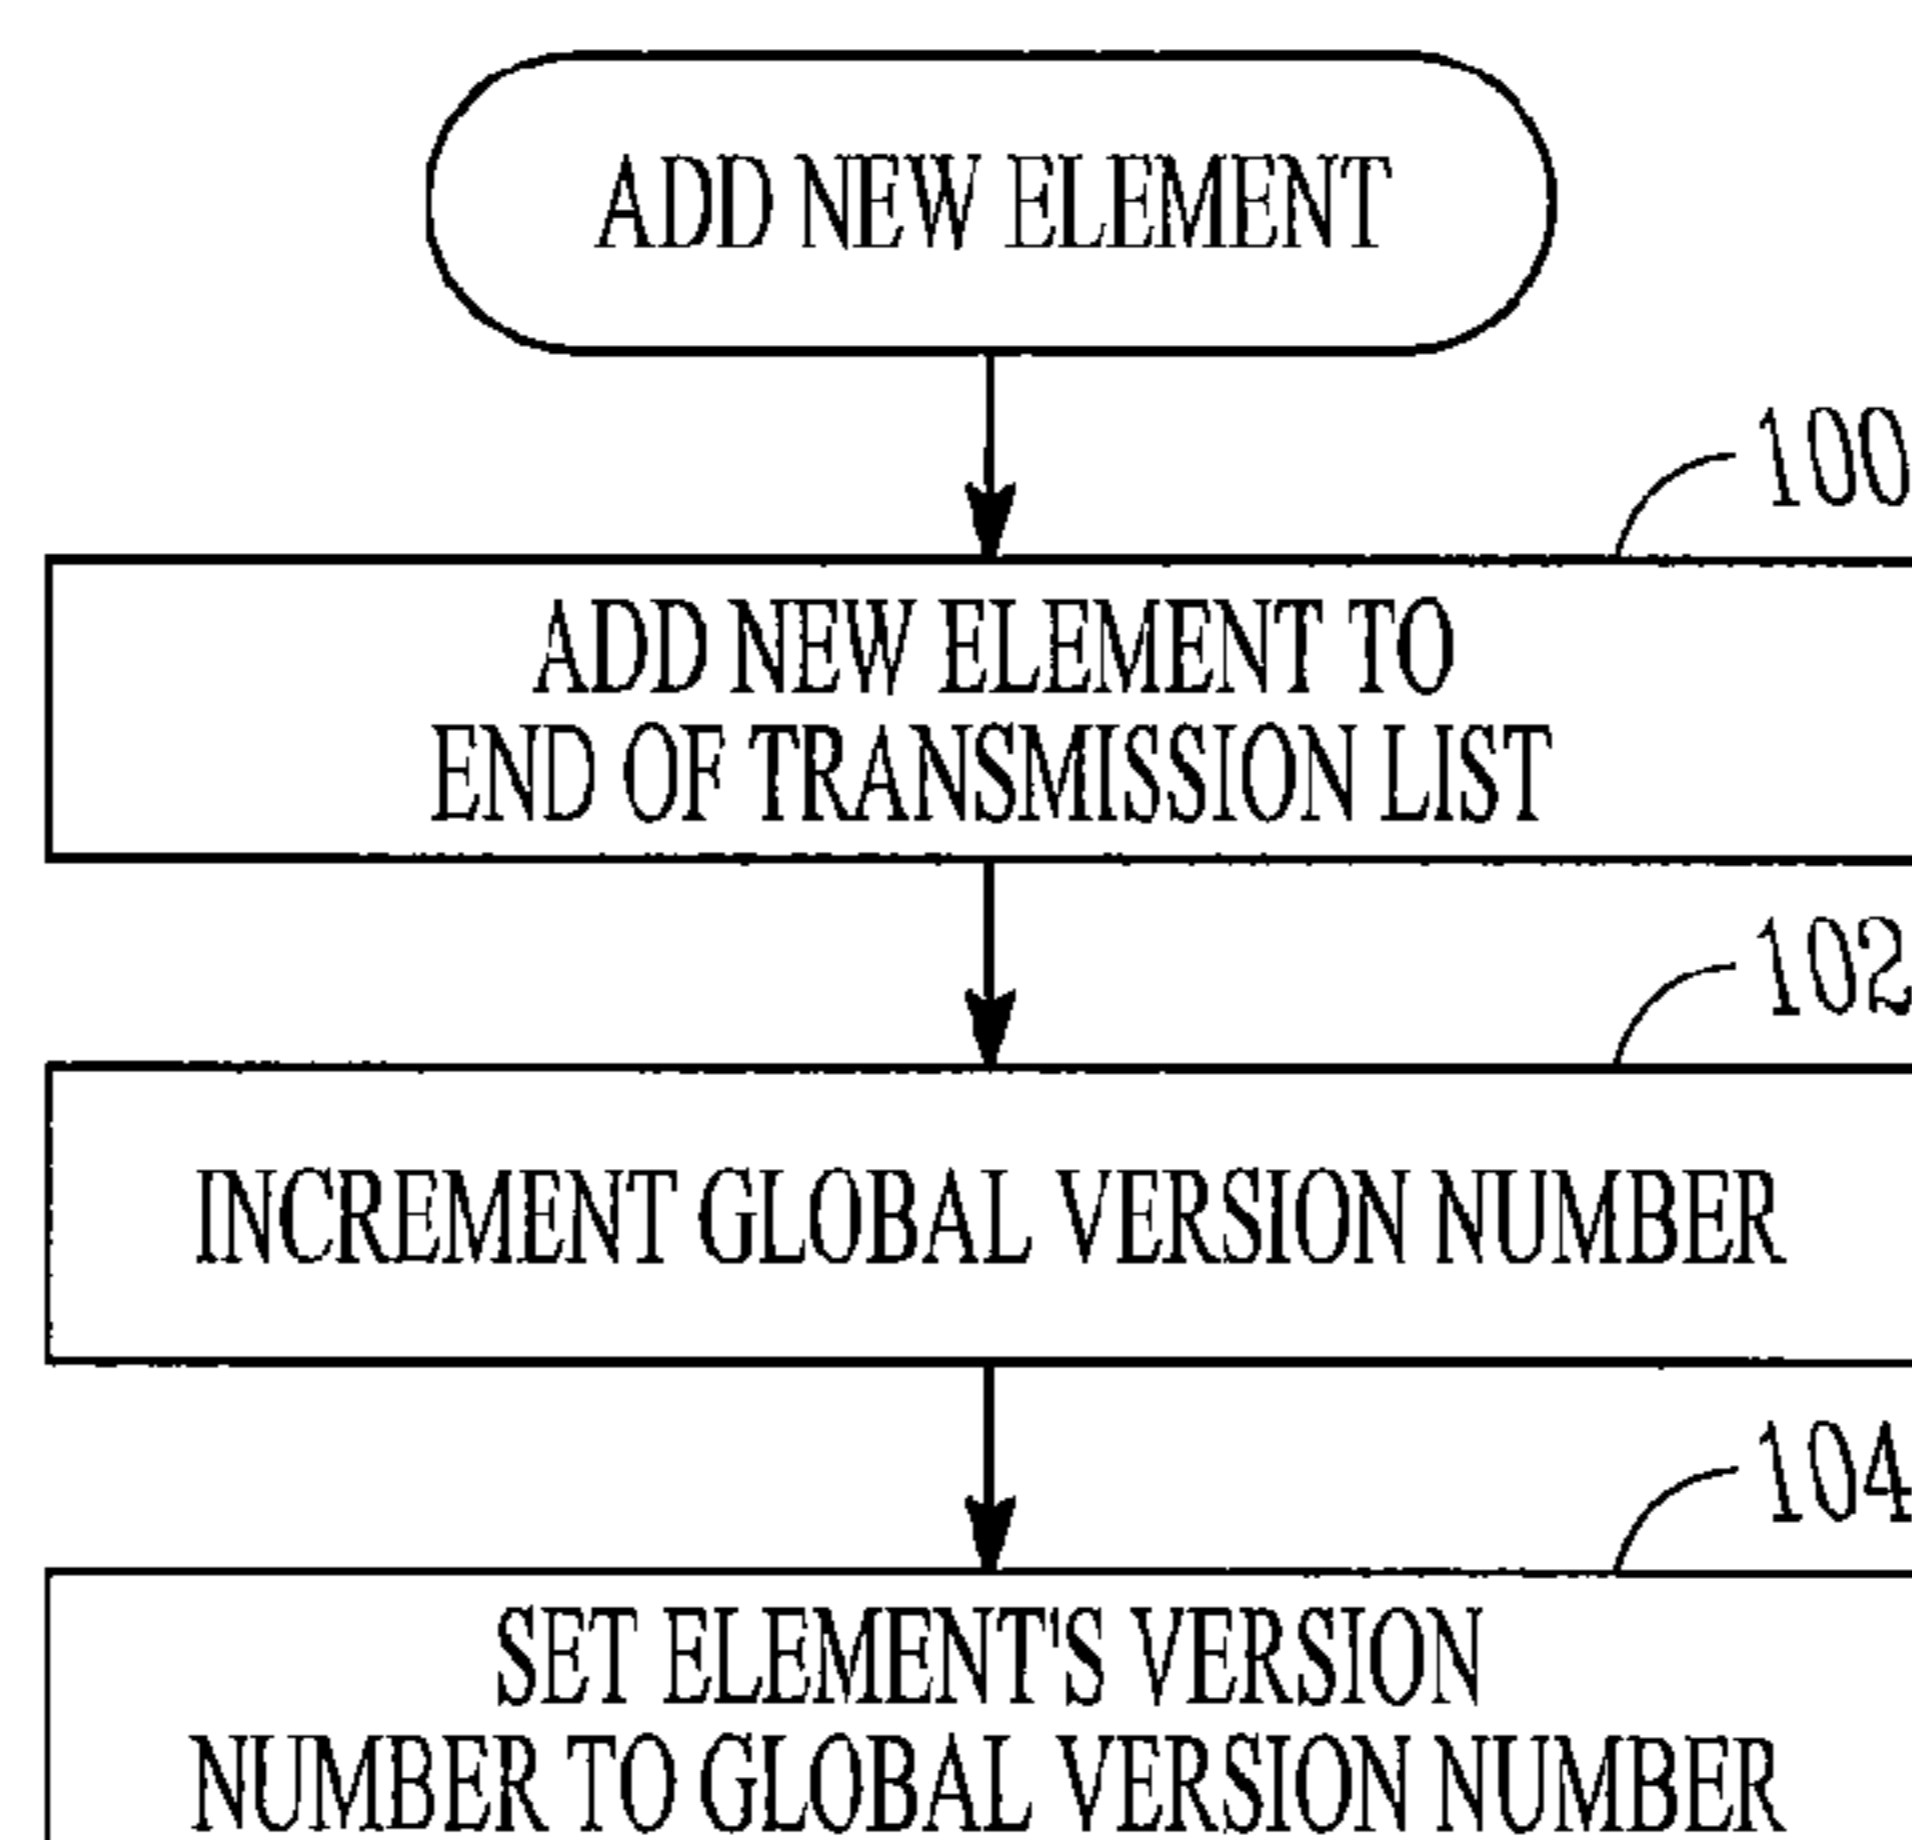 ADD NEW ELEMENT
100
ADD NEW ELEMENT TO
END OF TRANSMISSION LIST
102
INCREMENT GLOBAL VERSION NUMBER
104
SET ELEMENT'S VERSION
NUMBER TO GLOBAL VERSION NUMBER